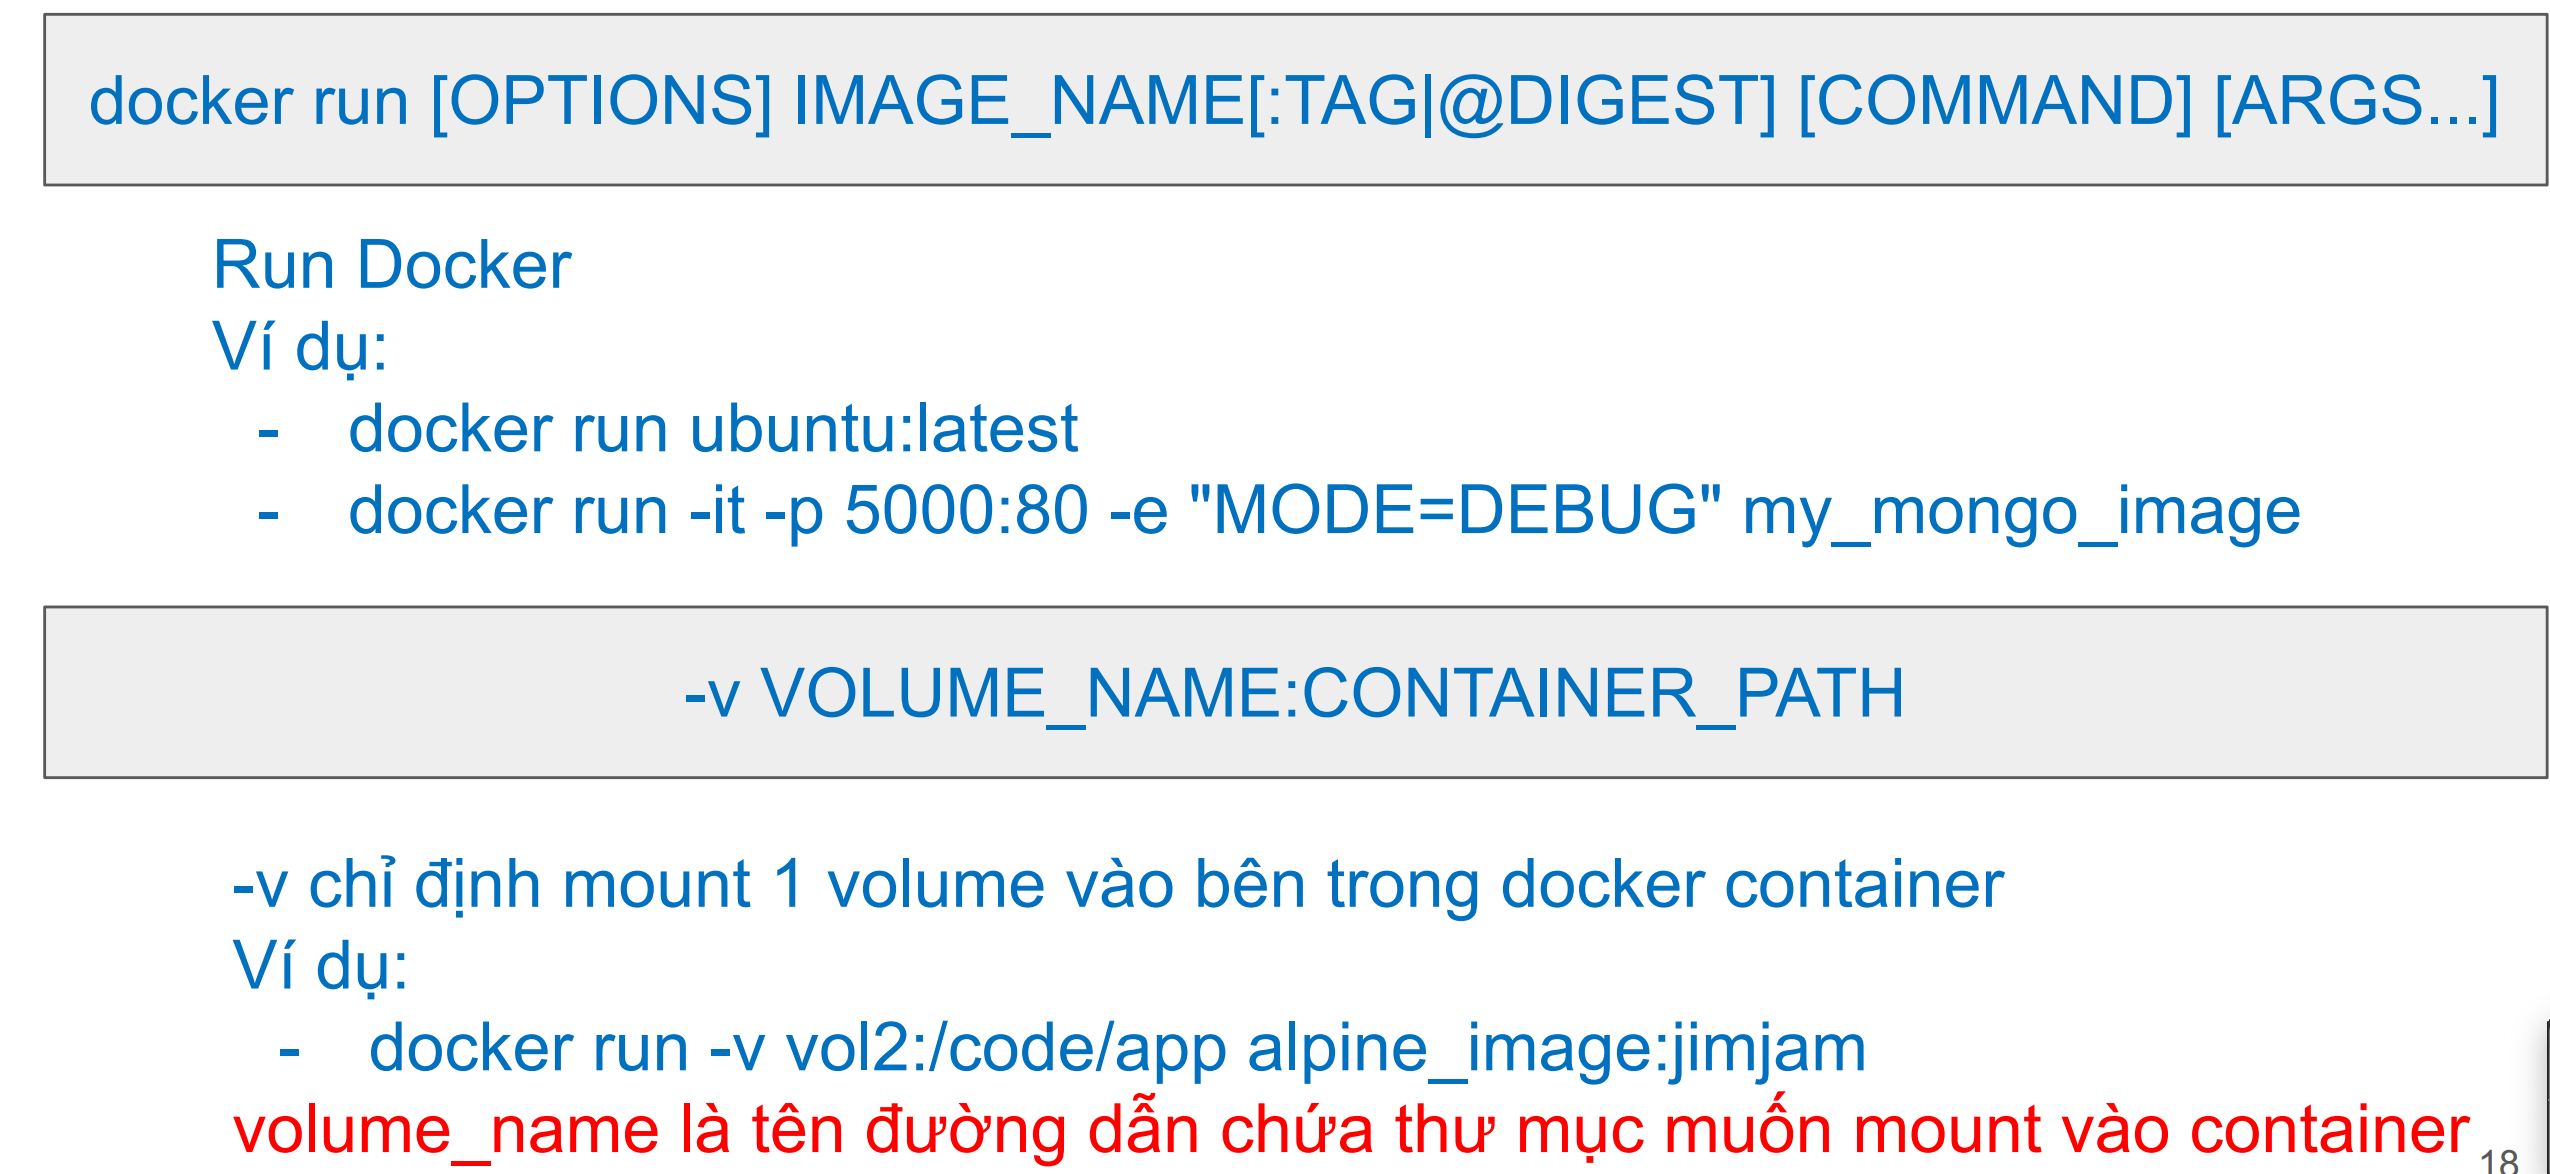 docker run [OPTIONS] IMAGE_NAME[:TAG|@DIGEST] [COMMAND] [ARGS...]
Run Docker
Ví dụ:
- docker run ubuntu:latest
- docker run -it -p 5000:80 -e "MODE=DEBUG" my_mongo_image
-v VOLUME_NAME:CONTAINER_PATH
-v chỉ định mount 1 volume vào bên trong docker container
Ví dụ:
- docker run -v vol2:/code/app alpine_image:jimjam
volume_name là tên đường dẫn chứa thư mục muốn mount vào container
18